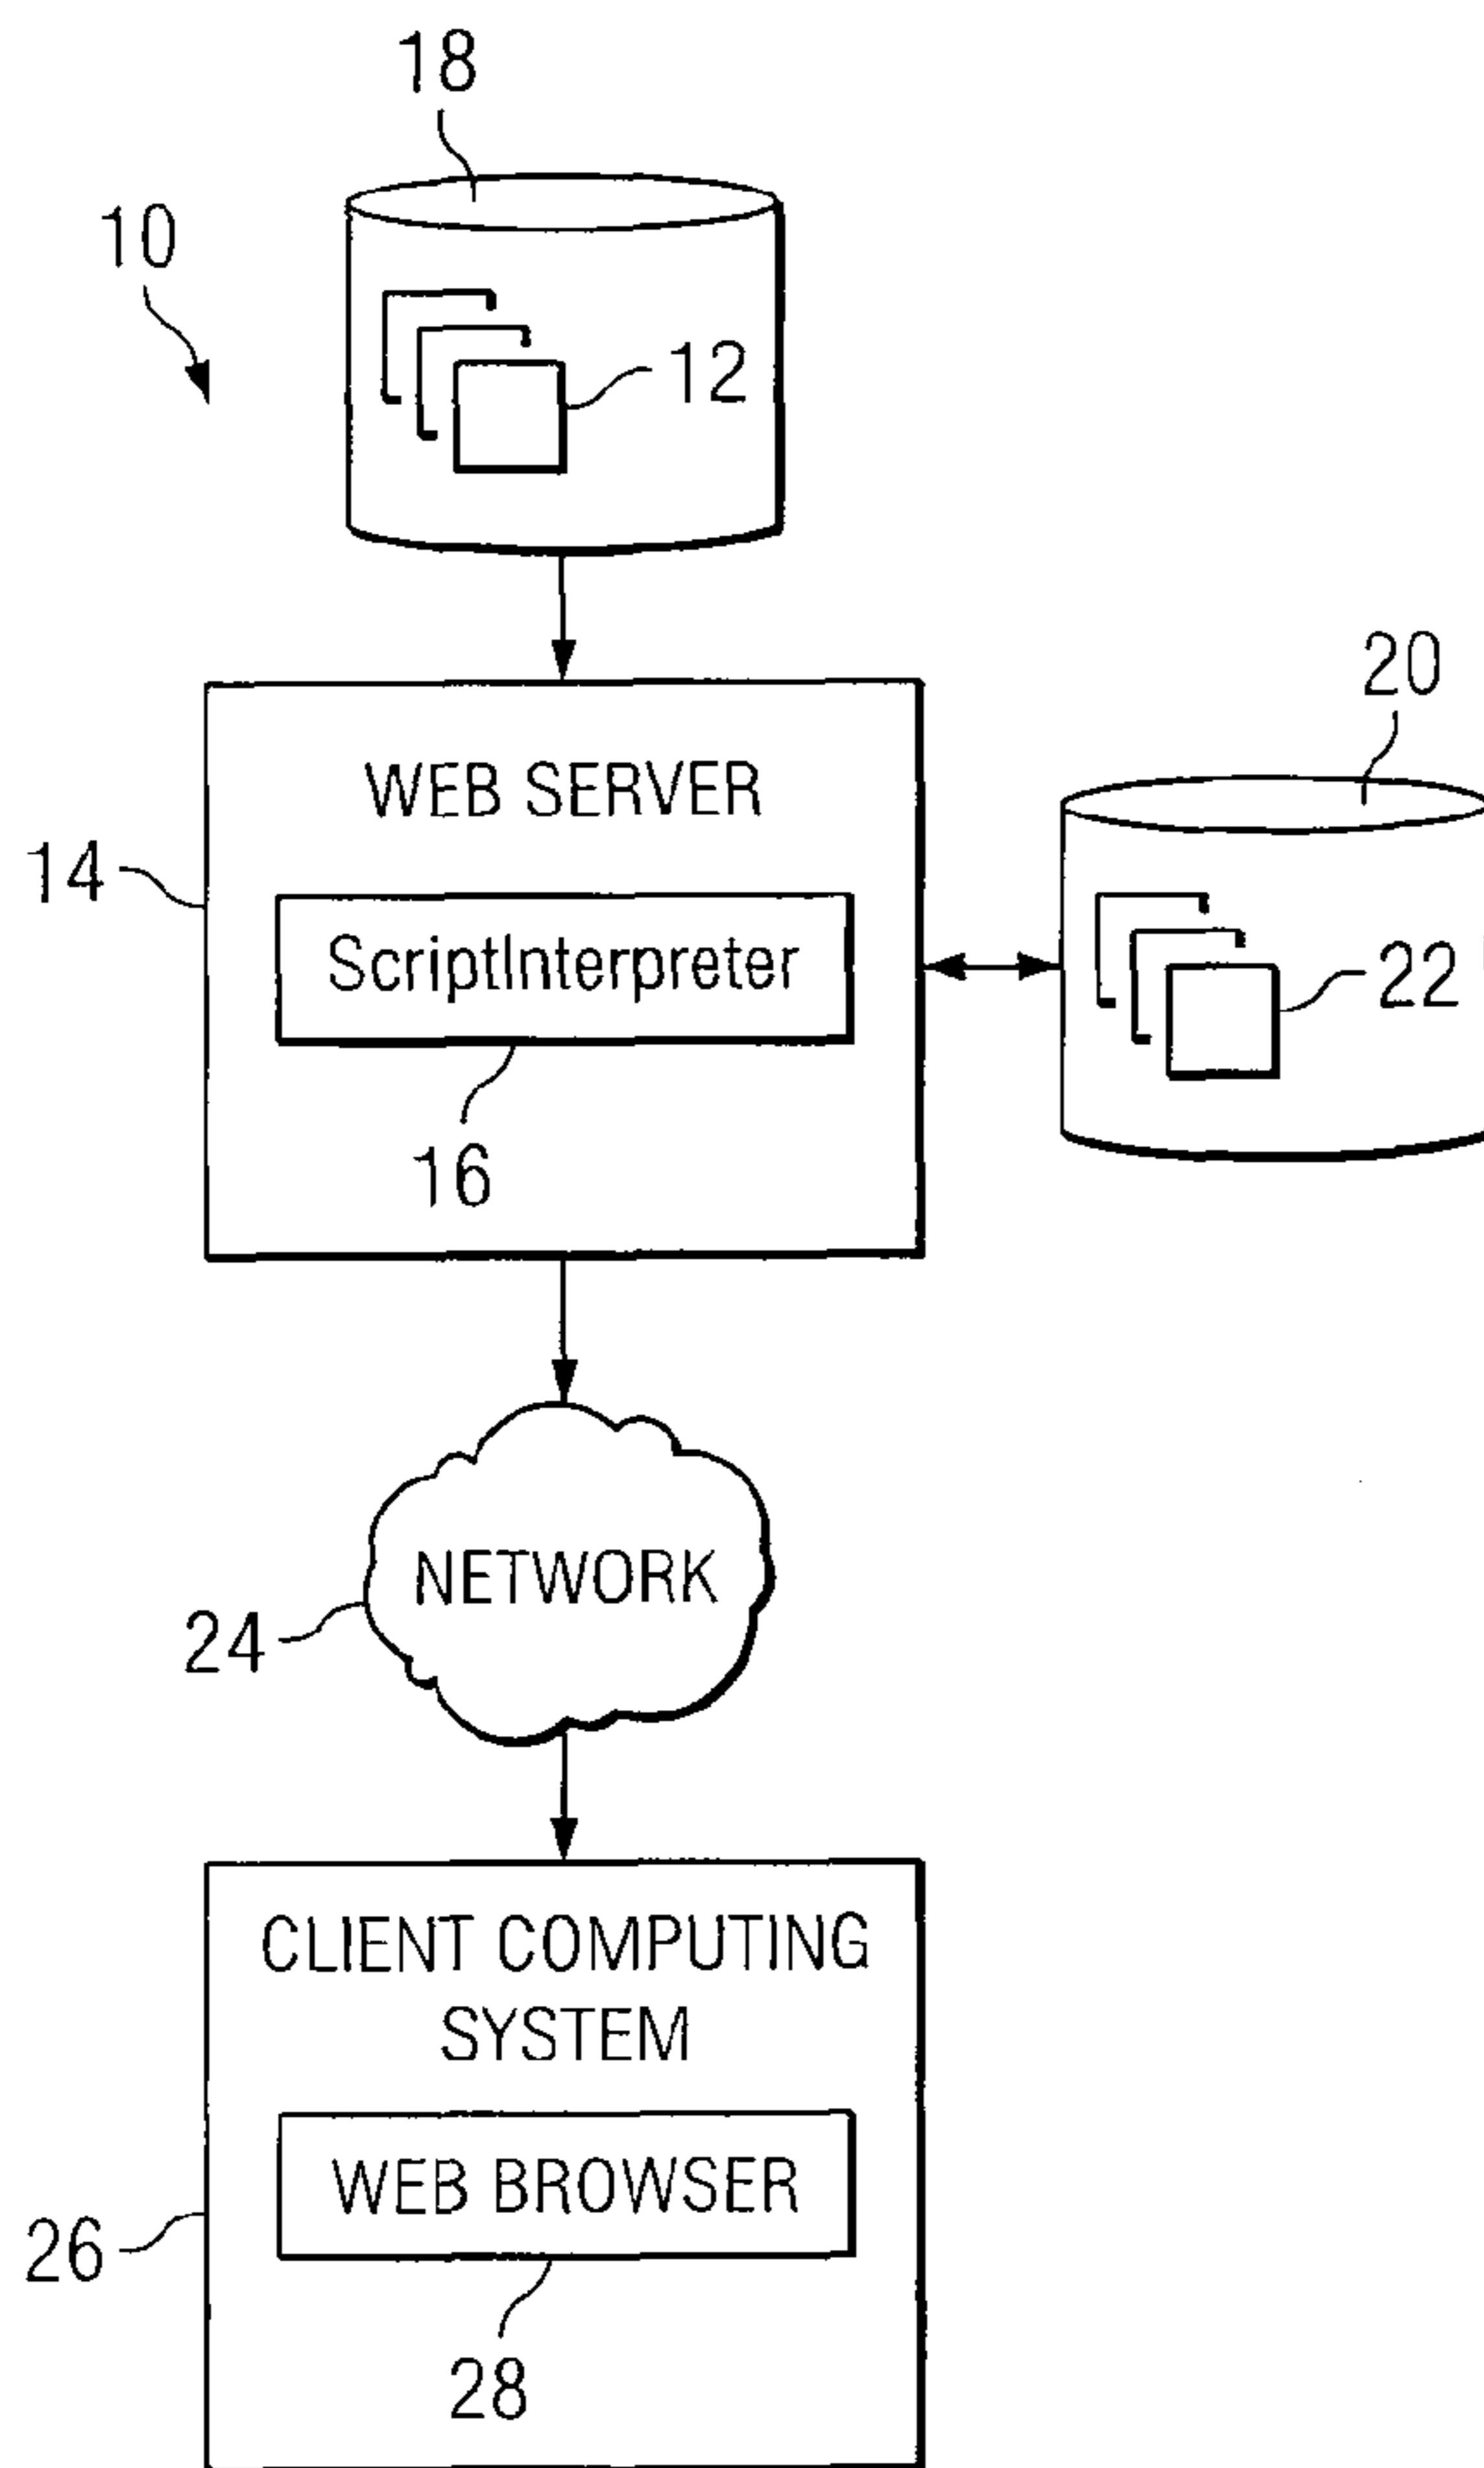 18
10
12
20
WEB SERVER
14
ScriptInterpreter
22
16
NETWORK
24
CLIENT COMPUTING
SYSTEM
WEB BROWSER
26
28